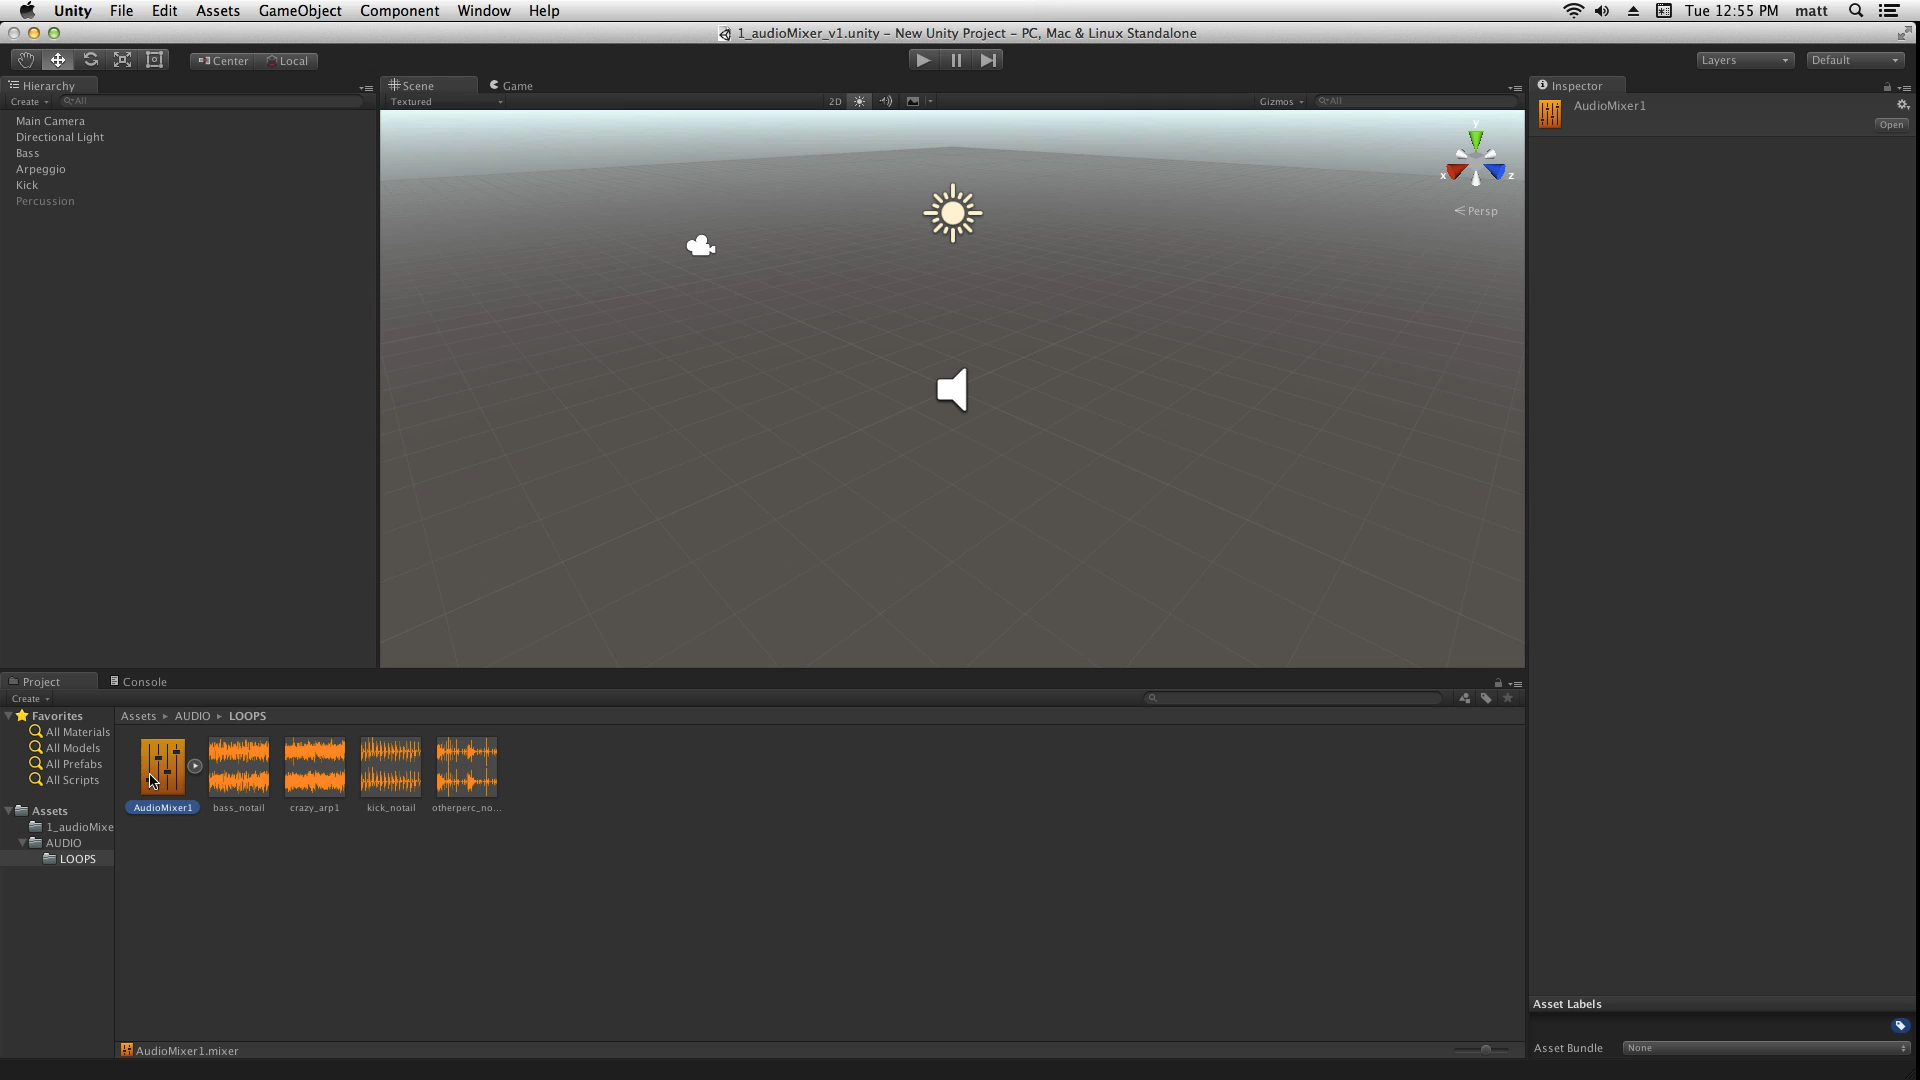 Unity File Edit Assets GameObject Component Window Help Tue 12:55 PM matt
1_audioMixer_v1.unity – New Unity Project – PC, Mac & Linux Standalone
Center Local Layers Default
Hierarchy
Create All
Main Camera
Directional Light
Bass
Arpeggio
Kick
Percussion
Scene Game
Textured 2D Gizmos All
y
x z
Persp
Inspector
AudioMixer1
Open
Project Console
Create
Favorites
All Materials
All Models
All Prefabs
All Scripts
Assets
1_audioMixe
AUDIO
LOOPS
Assets AUDIO LOOPS
AudioMixer1 bass_notail crazy_arp1 kick_notail otherperc_no...
AudioMixer1.mixer
Asset Labels
Asset Bundle None